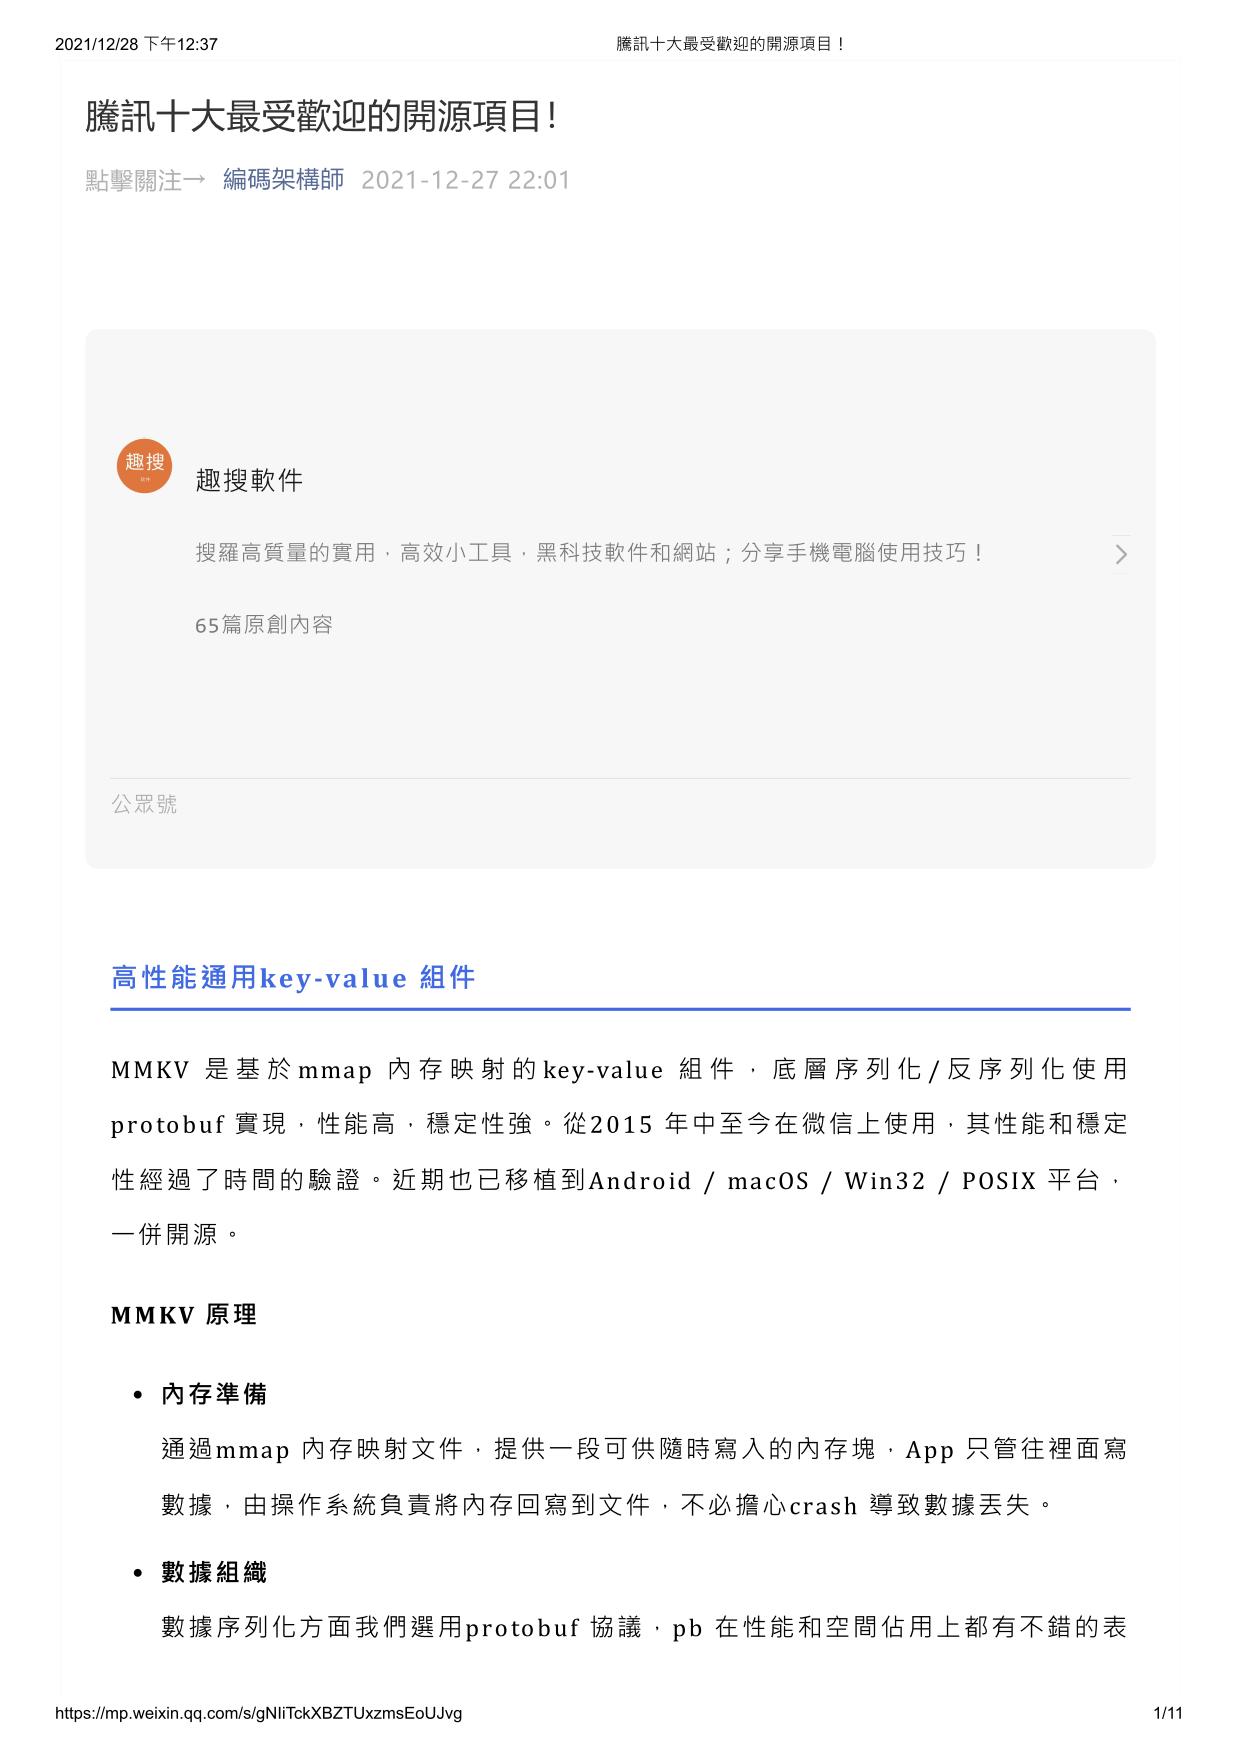 2021/12/28 下午12:37
騰訊十大最受歡迎的開源項目！
騰訊十大最受歡迎的開源項目！
點擊關注→ 編碼架構師 2021-12-27 22:01
趣搜
軟件
趣搜軟件
搜羅高質量的實用，高效小工具，黑科技軟件和網站；分享手機電腦使用技巧！
65篇原創內容
公眾號
高性能通用key-value 組件
MMKV 是基於mmap 內存映射的key-value 組件，底層序列化/反序列化使用
protobuf 實現，性能高，穩定性強。從2015 年中至今在微信上使用，其性能和穩定
性經過了時間的驗證。近期也已移植到Android / macOS / Win32 / POSIX 平台，
一併開源。
MMKV 原理
• 內存準備
通過mmap 內存映射文件，提供一段可供隨時寫入的內存塊，App 只管往裡面寫
數據，由操作系統負責將內存回寫到文件，不必擔心crash 導致數據丟失。
• 數據組織
數據序列化方面我們選用protobuf 協議，pb 在性能和空間佔用上都有不錯的表
https://mp.weixin.qq.com/s/gNIiTckXBZTUxzmsEoUJvg
1/11